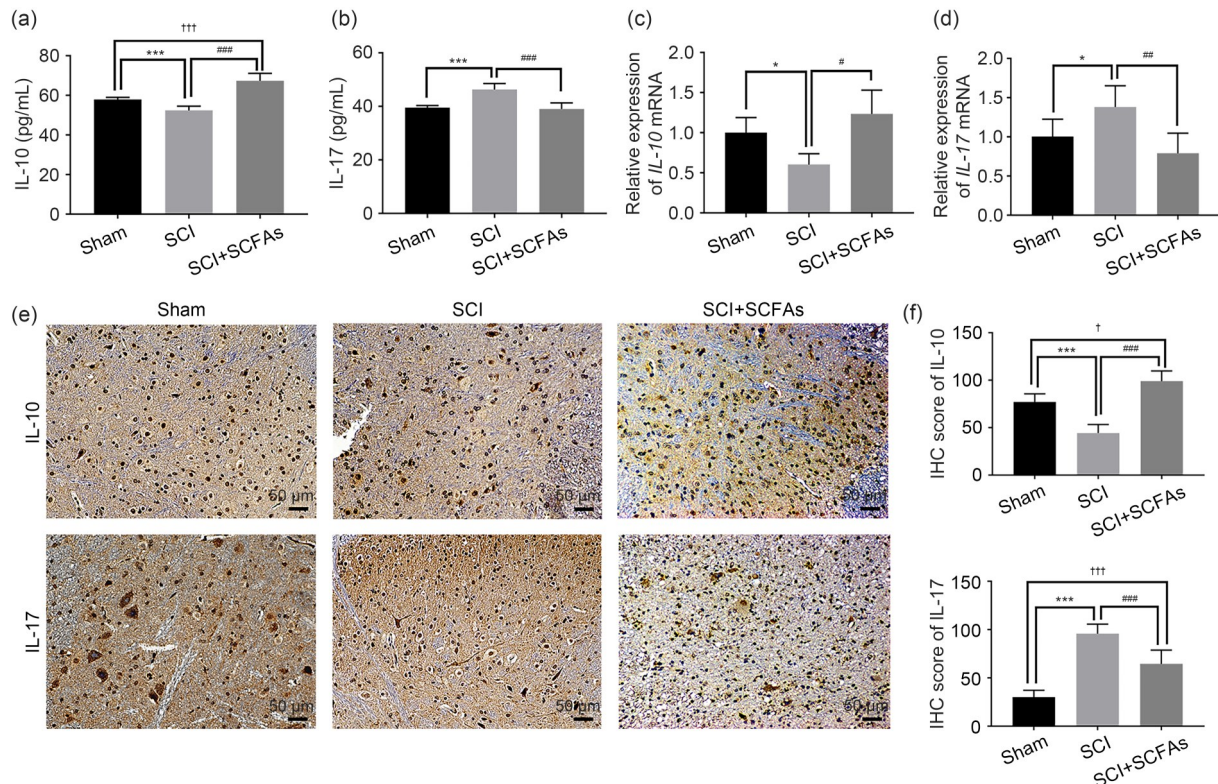 (a)
IL-10 (pg/mL)
80
60
40
20
0
†††
***
###
Sham
SCI
SCI+SCFAs
(b)
IL-17 (pg/mL)
60
40
20
0
***
###
Sham
SCI
SCI+SCFAs
(c)
Relative expression
of IL-10 mRNA
2.0
1.5
1.0
0.5
0.0
*
#
Sham
SCI
SCI+SCFAs
(d)
Relative expression
of IL-17 mRNA
2.0
1.5
1.0
0.5
0.0
*
##
Sham
SCI
SCI+SCFAs
(e)
Sham
SCI
SCI+SCFAs
IL-10
50 μm
50 μm
50 μm
IL-17
50 μm
50 μm
50 μm
(f)
IHC score of IL-10
150
100
50
0
†
***
###
Sham
SCI
SCI+SCFAs
IHC score of IL-17
150
100
50
0
†††
***
###
Sham
SCI
SCI+SCFAs